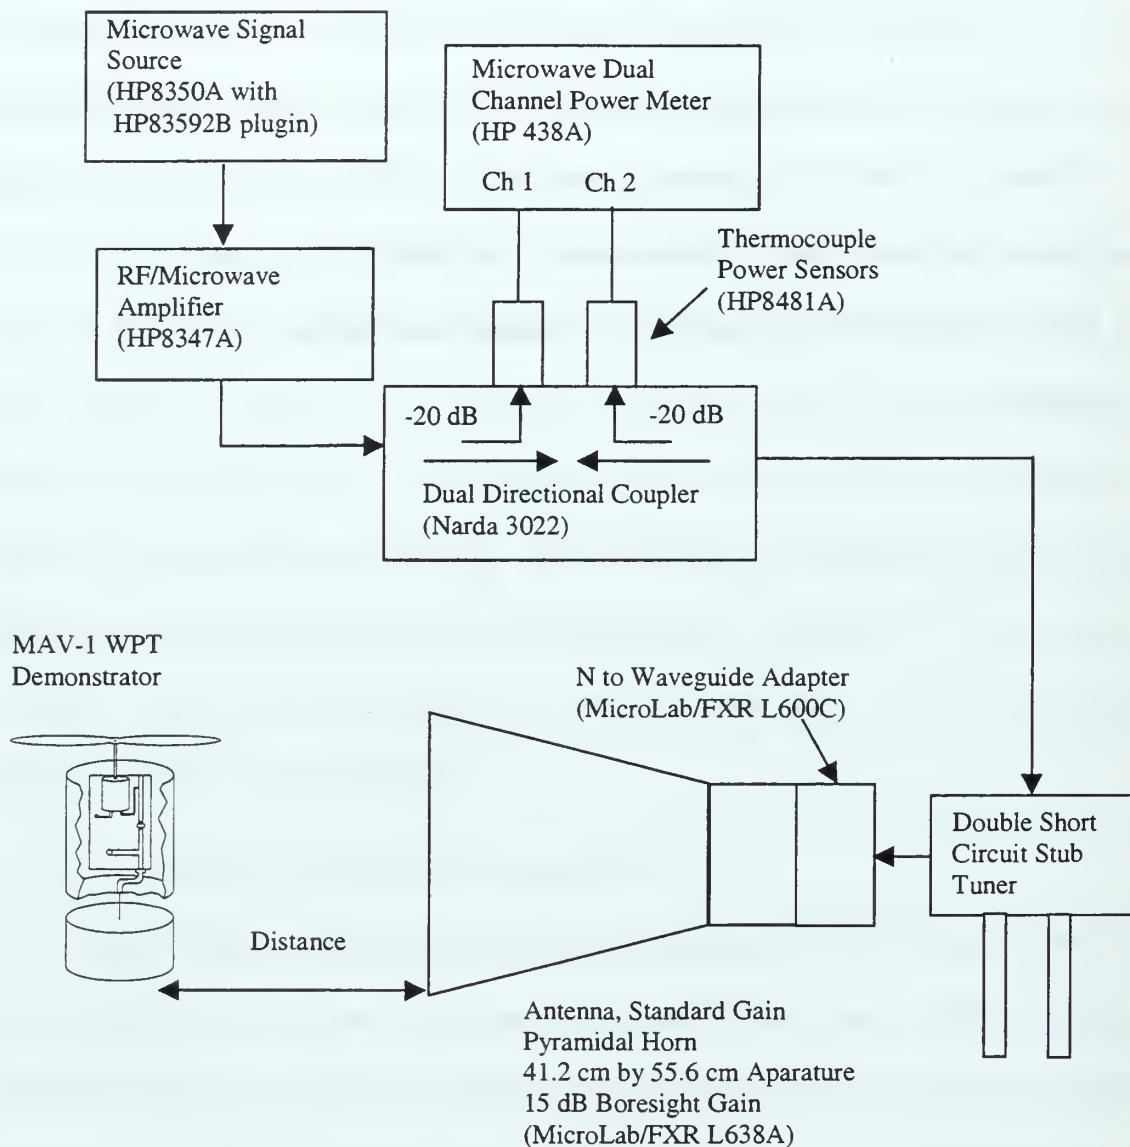 Microwave Signal
Source
(HP8350A with
HP83592B plugin)
Microwave Dual
Channel Power Meter
(HP 438A)
Ch 1
Ch 2
Thermocouple
Power Sensors
(HP8481A)
RF/Microwave
Amplifier
(HP8347A)
-20 dB
-20 dB
Dual Directional Coupler
(Narda 3022)
MAV-1 WPT
Demonstrator
N to Waveguide Adapter
(MicroLab/FXR L600C)
Double Short
Circuit Stub
Tuner
Distance
Antenna, Standard Gain
Pyramidal Horn
41.2 cm by 55.6 cm Aparature
15 dB Boresight Gain
(MicroLab/FXR L638A)